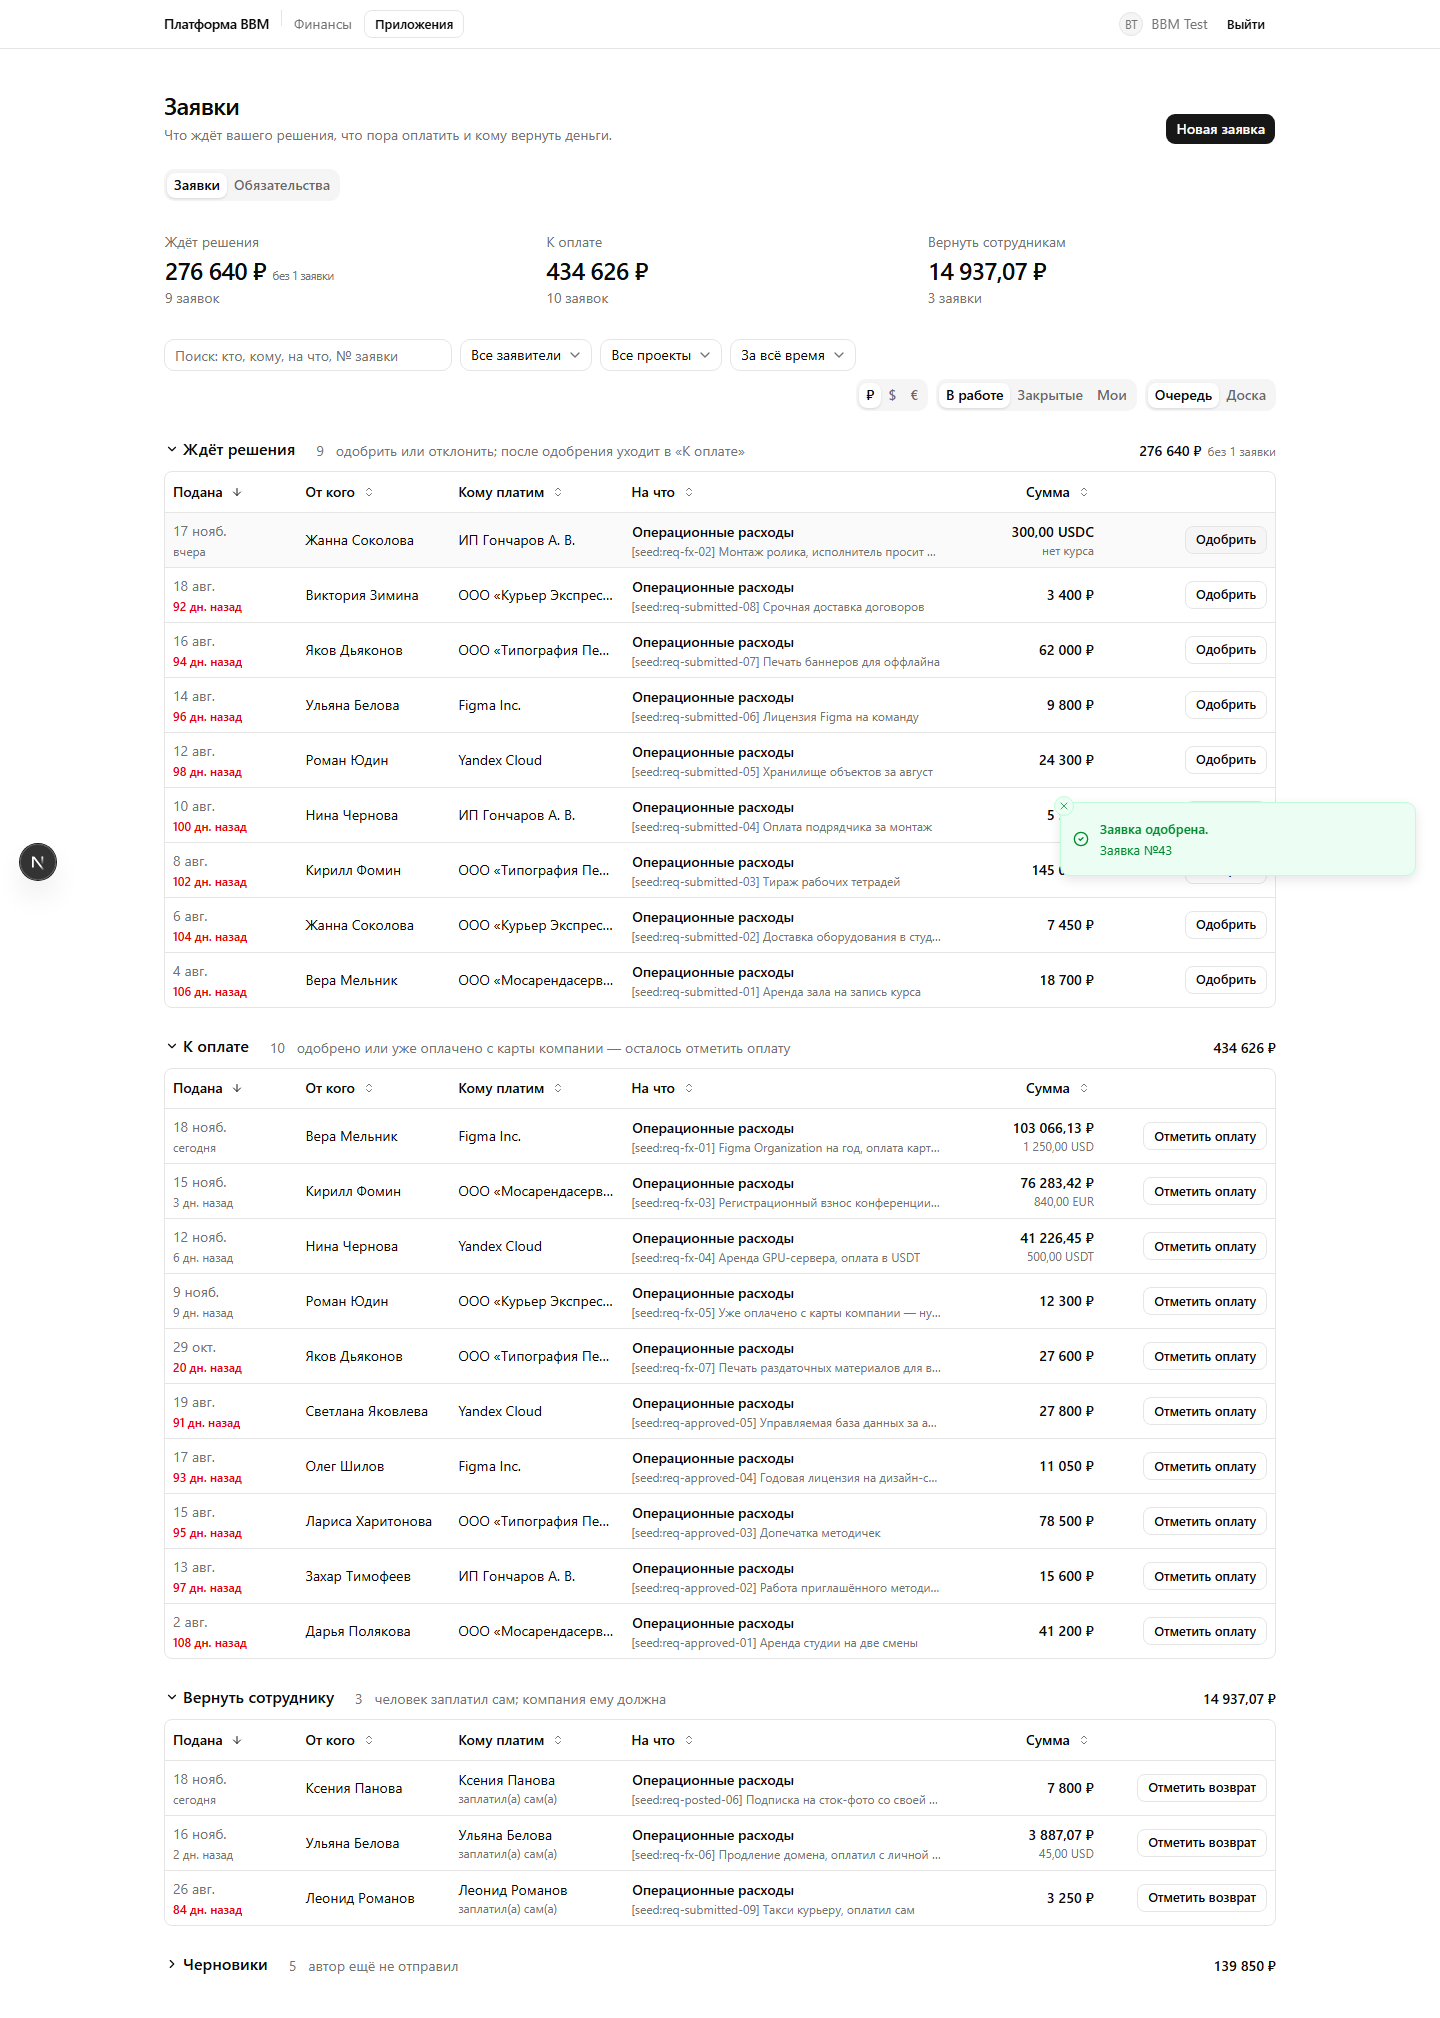 Платформа BBM Финансы Приложения BT BBM Test Выйти
Заявки
Что ждёт вашего решения, что пора оплатить и кому вернуть деньги.
Новая заявка
Заявки Обязательства
Ждёт решения К оплате Вернуть сотрудникам
276 640 ₽ без 1 заявки 434 626 ₽ 14 937,07 ₽
9 заявок 10 заявок 3 заявки
Поиск: кто, кому, на что, № заявки Все заявители Все проекты За всё время
₽ $ € В работе Закрытые Мои Очередь Доска
Ждёт решения 9 одобрить или отклонить; после одобрения уходит в «К оплате» 276 640 ₽ без 1 заявки
Подана От кого Кому платим На что Сумма
17 нояб. Жанна Соколова ИП Гончаров А. В. Операционные расходы 300,00 USDC Одобрить
вчера [seed:req-fx-02] Монтаж ролика, исполнитель просит ... нет курса
18 авг. Виктория Зимина ООО «Курьер Экспрес... Операционные расходы 3 400 ₽ Одобрить
92 дн. назад [seed:req-submitted-08] Срочная доставка договоров
16 авг. Яков Дьяконов ООО «Типография Пе... Операционные расходы 62 000 ₽ Одобрить
94 дн. назад [seed:req-submitted-07] Печать баннеров для оффлайна
14 авг. Ульяна Белова Figma Inc. Операционные расходы 9 800 ₽ Одобрить
96 дн. назад [seed:req-submitted-06] Лицензия Figma на команду
12 авг. Роман Юдин Yandex Cloud Операционные расходы 24 300 ₽ Одобрить
98 дн. назад [seed:req-submitted-05] Хранилище объектов за август
10 авг. Нина Чернова ИП Гончаров А. В. Операционные расходы 5
100 дн. назад [seed:req-submitted-04] Оплата подрядчика за монтаж
Заявка одобрена.
Заявка №43
8 авг. Кирилл Фомин ООО «Типография Пе... Операционные расходы 145
102 дн. назад [seed:req-submitted-03] Тираж рабочих тетрадей
6 авг. Жанна Соколова ООО «Курьер Экспрес... Операционные расходы 7 450 ₽ Одобрить
104 дн. назад [seed:req-submitted-02] Доставка оборудования в студ...
4 авг. Вера Мельник ООО «Мосарендасерв... Операционные расходы 18 700 ₽ Одобрить
106 дн. назад [seed:req-submitted-01] Аренда зала на запись курса
К оплате 10 одобрено или уже оплачено с карты компании — осталось отметить оплату 434 626 ₽
Подана От кого Кому платим На что Сумма
18 нояб. Вера Мельник Figma Inc. Операционные расходы 103 066,13 ₽ Отметить оплату
сегодня [seed:req-fx-01] Figma Organization на год, оплата карт... 1 250,00 USD
15 нояб. Кирилл Фомин ООО «Мосарендасерв... Операционные расходы 76 283,42 ₽ Отметить оплату
3 дн. назад [seed:req-fx-03] Регистрационный взнос конференции... 840,00 EUR
12 нояб. Нина Чернова Yandex Cloud Операционные расходы 41 226,45 ₽ Отметить оплату
6 дн. назад [seed:req-fx-04] Аренда GPU-сервера, оплата в USDT 500,00 USDT
9 нояб. Роман Юдин ООО «Курьер Экспрес... Операционные расходы 12 300 ₽ Отметить оплату
9 дн. назад [seed:req-fx-05] Уже оплачено с карты компании — ну...
29 окт. Яков Дьяконов ООО «Типография Пе... Операционные расходы 27 600 ₽ Отметить оплату
20 дн. назад [seed:req-fx-07] Печать раздаточных материалов для в...
19 авг. Светлана Яковлева Yandex Cloud Операционные расходы 27 800 ₽ Отметить оплату
91 дн. назад [seed:req-approved-05] Управляемая база данных за а...
17 авг. Олег Шилов Figma Inc. Операционные расходы 11 050 ₽ Отметить оплату
93 дн. назад [seed:req-approved-04] Годовая лицензия на дизайн-с...
15 авг. Лариса Харитонова ООО «Типография Пе... Операционные расходы 78 500 ₽ Отметить оплату
95 дн. назад [seed:req-approved-03] Допечатка методичек
13 авг. Захар Тимофеев ИП Гончаров А. В. Операционные расходы 15 600 ₽ Отметить оплату
97 дн. назад [seed:req-approved-02] Работа приглашённого методи...
2 авг. Дарья Полякова ООО «Мосарендасерв... Операционные расходы 41 200 ₽ Отметить оплату
108 дн. назад [seed:req-approved-01] Аренда студии на две смены
Вернуть сотруднику 3 человек заплатил сам; компания ему должна 14 937,07 ₽
Подана От кого Кому платим На что Сумма
18 нояб. Ксения Панова Ксения Панова Операционные расходы 7 800 ₽ Отметить возврат
сегодня заплатил(а) сам(а) [seed:req-posted-06] Подписка на сток-фото со своей ...
16 нояб. Ульяна Белова Ульяна Белова Операционные расходы 3 887,07 ₽ Отметить возврат
2 дн. назад заплатил(а) сам(а) [seed:req-fx-06] Продление домена, оплатил с личной ... 45,00 USD
26 авг. Леонид Романов Леонид Романов Операционные расходы 3 250 ₽ Отметить возврат
84 дн. назад заплатил(а) сам(а) [seed:req-submitted-09] Такси курьеру, оплатил сам
Черновики 5 автор ещё не отправил 139 850 ₽